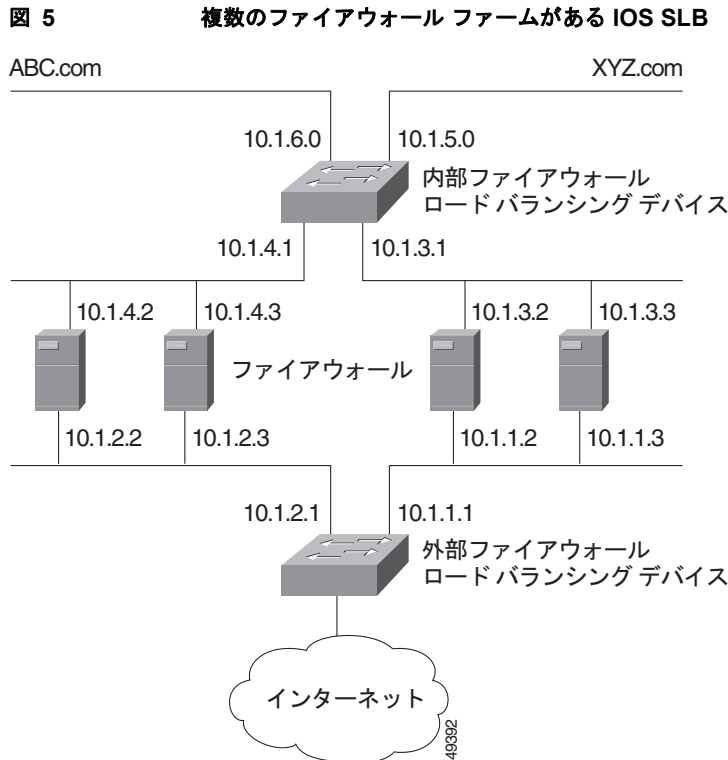 図 5 複数のファイアウォール ファームがある IOS SLB
ABC.com
XYZ.com
10.1.6.0
10.1.5.0
内部ファイアウォール
ロード バランシング デバイス
10.1.4.1
10.1.3.1
10.1.4.2
10.1.4.3
10.1.3.2
10.1.3.3
ファイアウォール
10.1.2.2
10.1.2.3
10.1.1.2
10.1.1.3
10.1.2.1
10.1.1.1
外部ファイアウォール
ロード バランシング デバイス
インターネット
49392